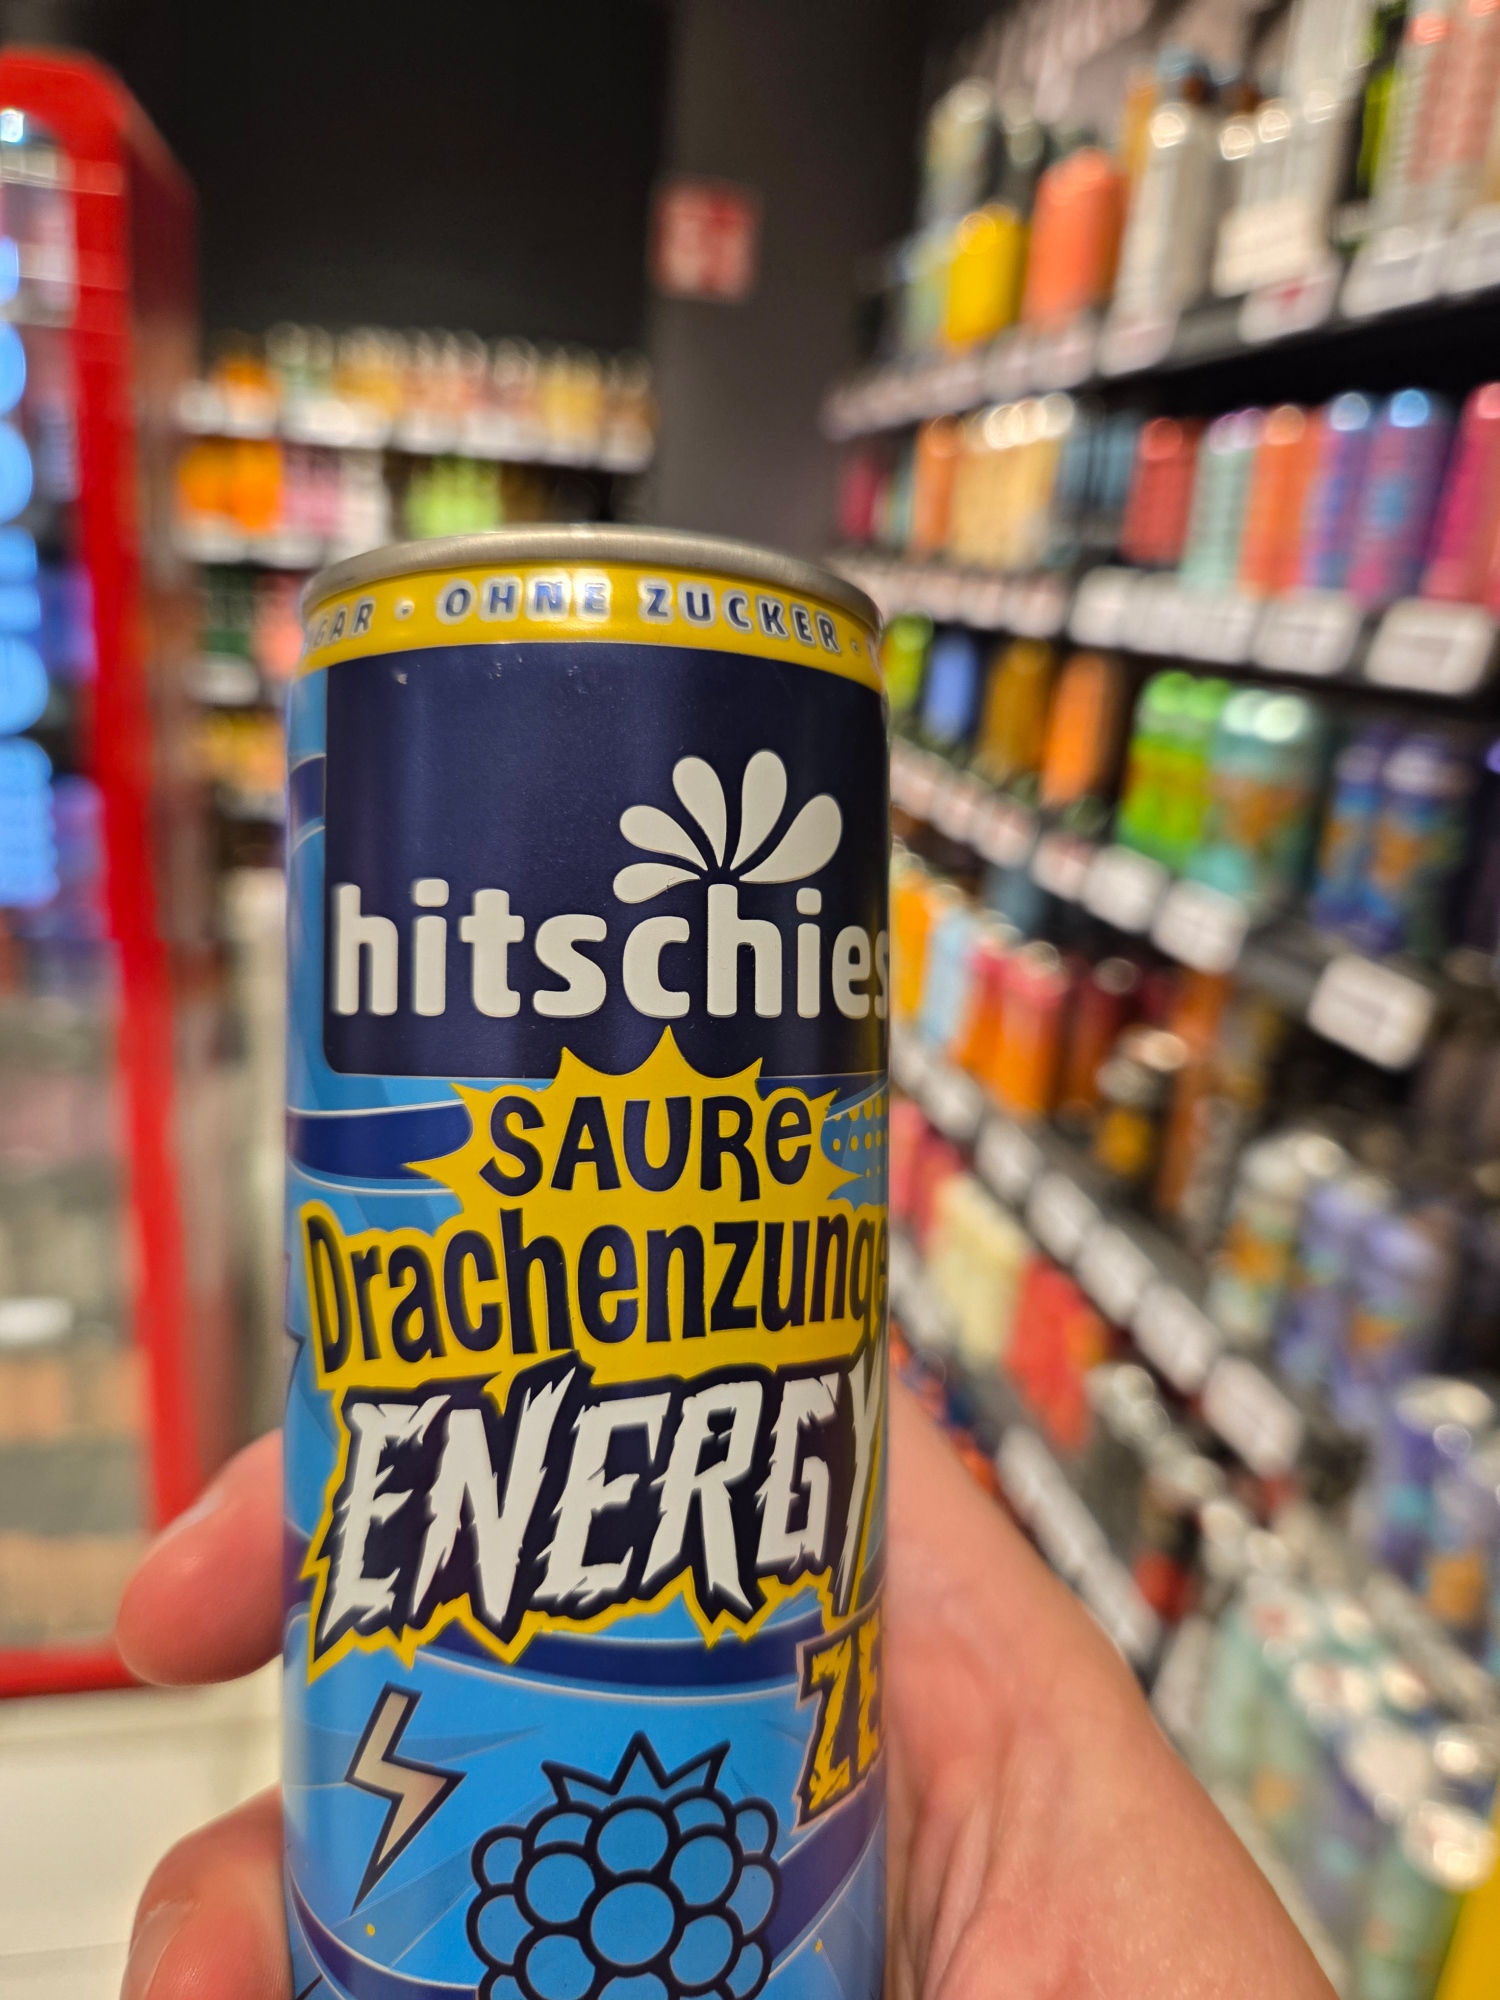 OHNE ZUCKER
hitschies
SAURE
Drachenzunge
ENERGY